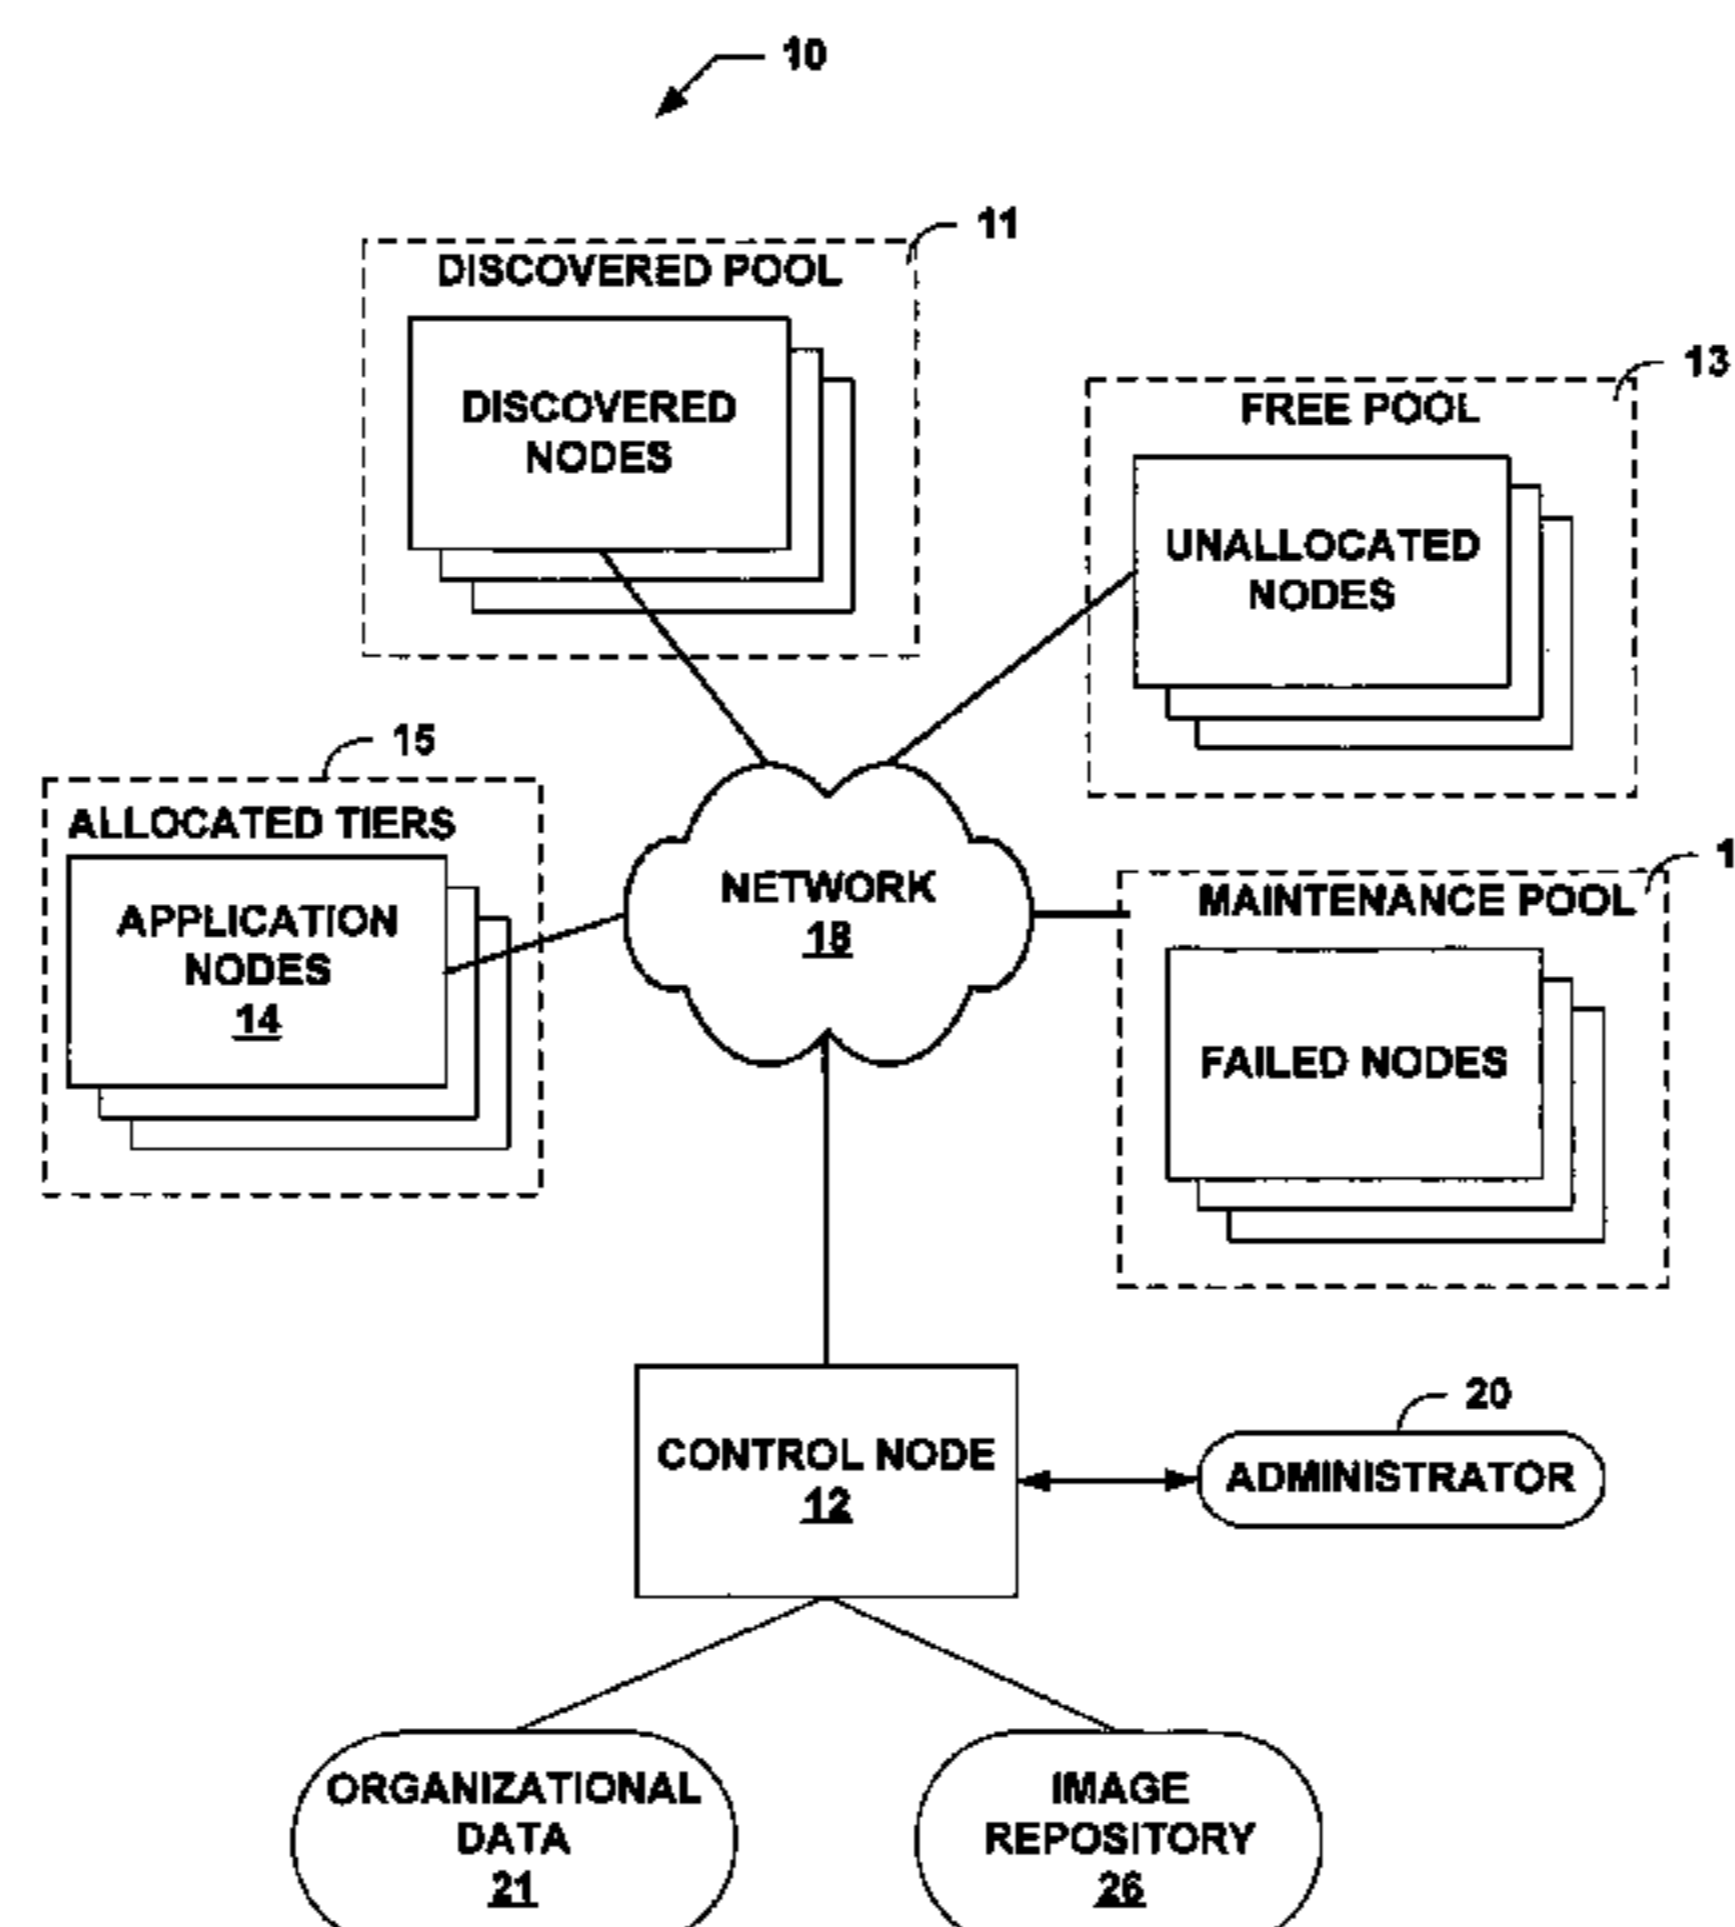 10
11
DISCOVERED POOL
DISCOVERED
NODES
13
FREE POOL
UNALLOCATED
NODES
15
ALLOCATED TIERS
APPLICATION
NODES
14
NETWORK
18
1
MAINTENANCE POOL
FAILED NODES
CONTROL NODE
12
20
ADMINISTRATOR
ORGANIZATIONAL
DATA
21
IMAGE
REPOSITORY
26